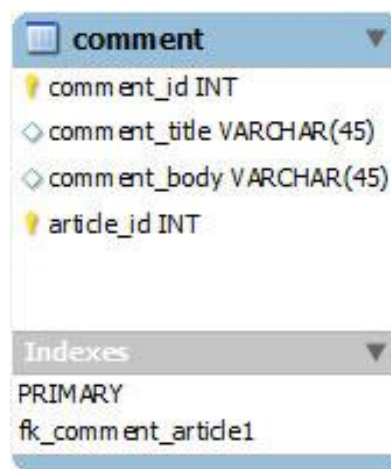 comment
comment_id INT
comment_title VARCHAR(45)
comment_body VARCHAR(45)
article_id INT
Indexes
PRIMARY
fk_comment_article1